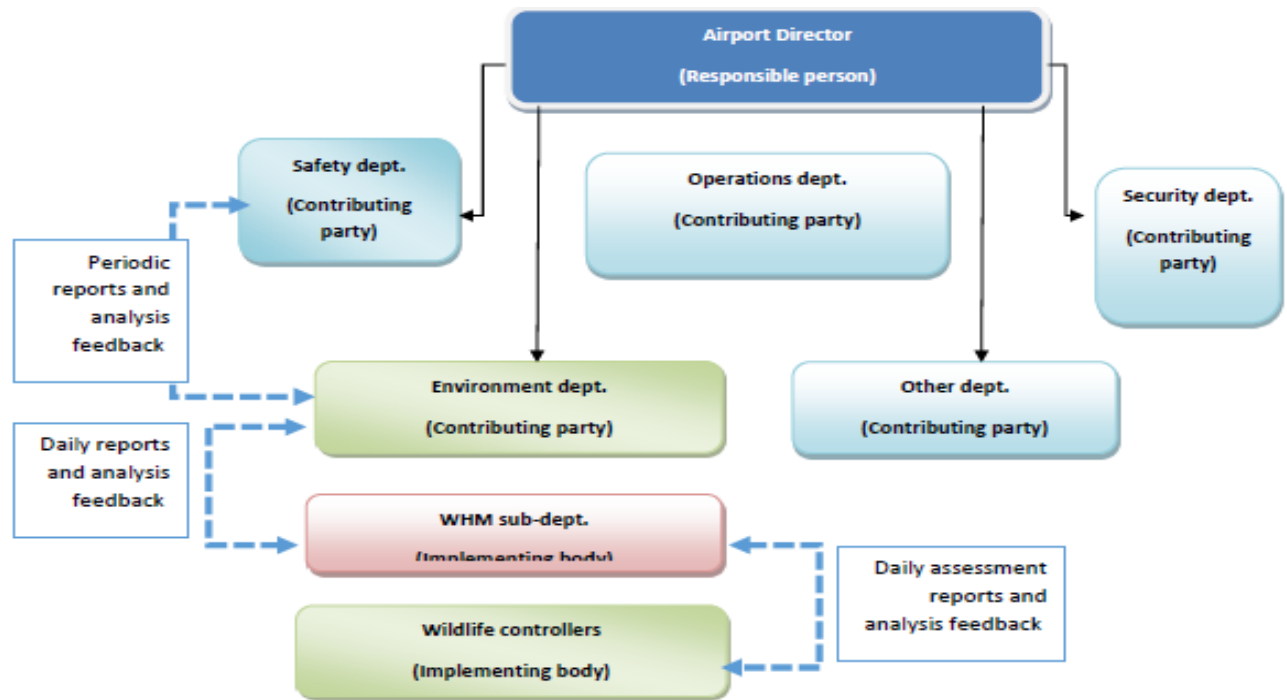 Airport Director
(Responsible person)
Safety dept.
(Contributing
party)
Operations dept.
(Contributing party)
Security dept.
(Contributing
party)
Periodic
reports and
analysis
feedback
Environment dept.
(Contributing party)
Other dept.
(Contributing party)
Daily reports
and analysis
feedback
WHM sub-dept.
(Implementing body)
Daily assessment
reports and
analysis feedback
Wildlife controllers
(Implementing body)